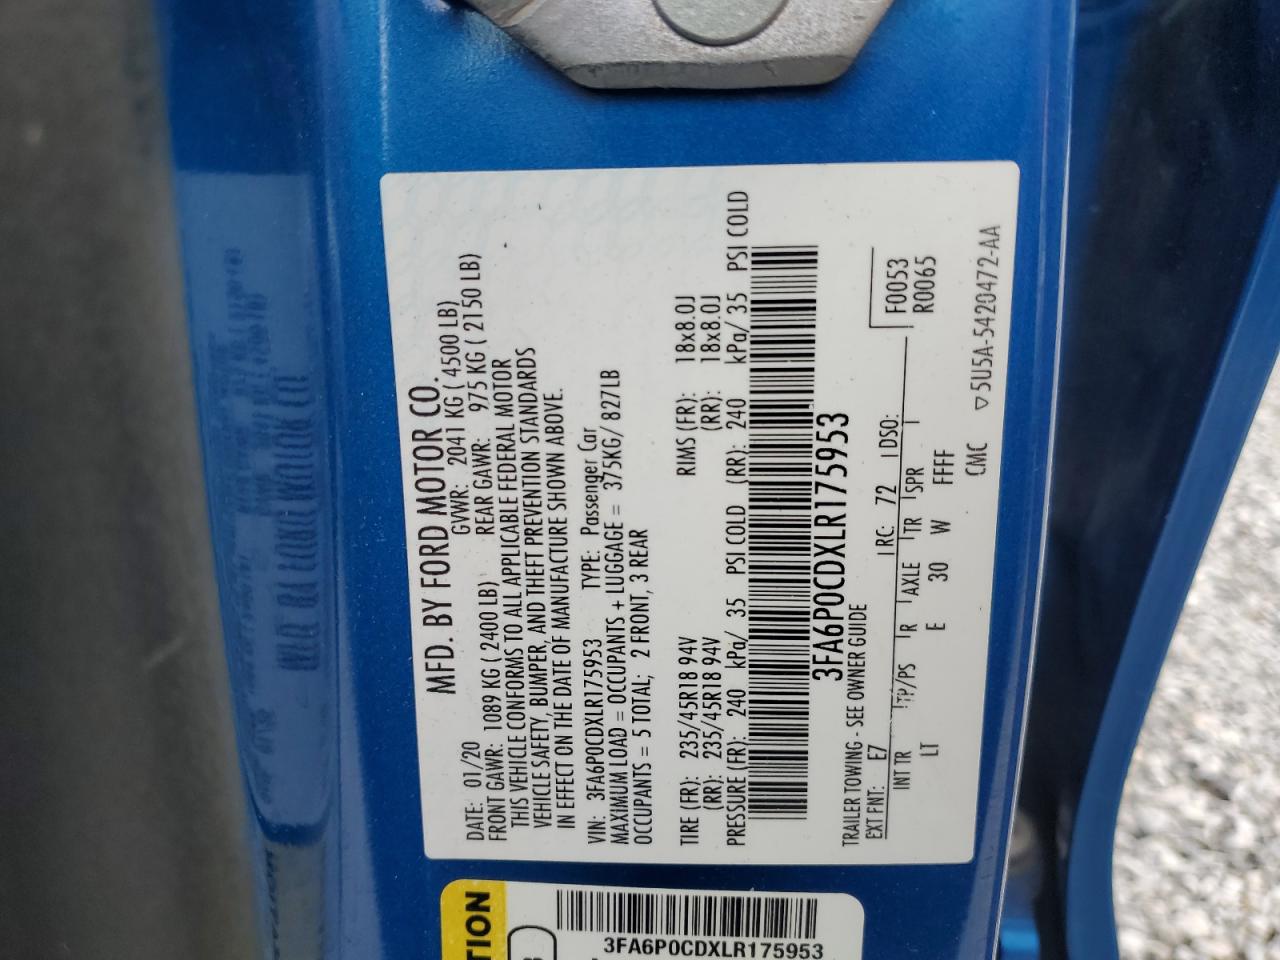 MFD. BY FORD MOTOR CO.
DATE: 01/20 GVWR: 2041 KG ( 4500 LB)
FRONT GAWR: 1089 KG ( 2400 LB) REAR GAWR: 975 KG ( 2150 LB)
THIS VEHICLE CONFORMS TO ALL APPLICABLE FEDERAL MOTOR
VEHICLE SAFETY, BUMPER, AND THEFT PREVENTION STANDARDS
IN EFFECT ON THE DATE OF MANUFACTURE SHOWN ABOVE.
VIN: 3FA6P0CDXLR175953 TYPE: Passenger Car
MAXIMUM LOAD = OCCUPANTS + LUGGAGE = 375KG/ 827LB
OCCUPANTS = 5 TOTAL; 2 FRONT, 3 REAR
TIRE (FR): 235/45R18 94V RIMS (FR): 18x8.0J
(RR): 235/45R18 94V (RR): 18x8.0J
PRESSURE (FR): 240 kPa/ 35 PSI COLD (RR): 240 kPa/ 35 PSI COLD
3FA6P0CDXLR175953
TRAILER TOWING - SEE OWNER GUIDE
EXT PNT: E7 RC: 72 DSO: F0053
R0065
INT TR TP/PS R AXLE TR SPR
LT E 30 W FFFF
CMC ▽5U5A-5420472-AA
TION
3FA6P0CDXLR175953